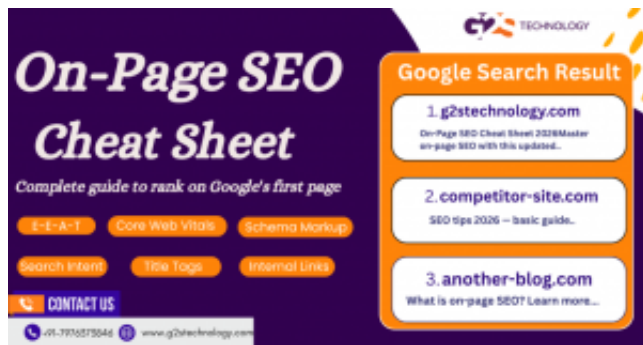 On-Page SEO
Cheat Sheet
Complete guide to rank on Google's first page
E-E-A-T
Core Web Vitals
Schema Markup
Search Intent
Title Tags
Internal Links
CONTACT US
www.g2stechnology.com
G2S TECHNOLOGY
Google Search Result
1. g2stechnology.com
On-Page SEO Cheat Sheet 2026Master
on-page SEO with this updated..
2. competitor-site.com
SEO tips 2026 — basic guide..
3. another-blog.com
What is on-page SEO? Learn more...